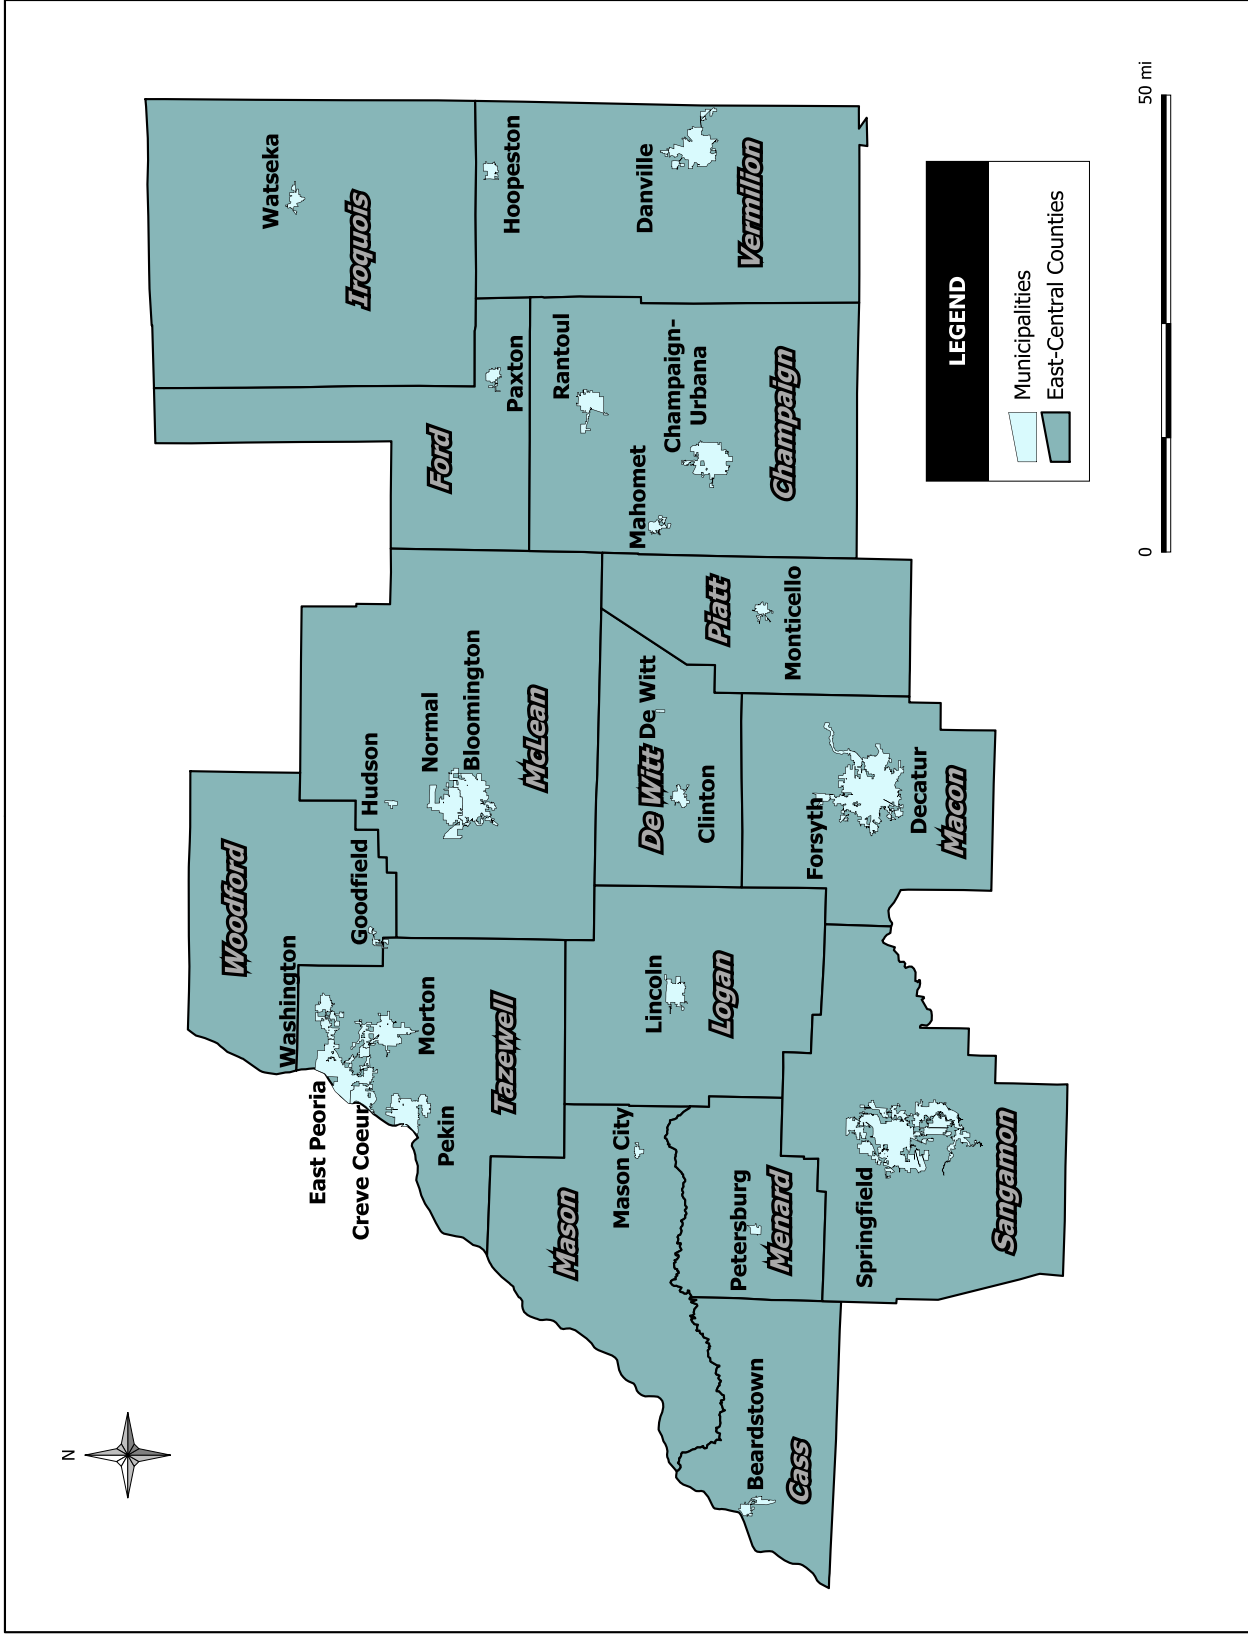 N
Woodford
Iroquois
Watseka
Washington
Goodfield
Hudson
East Peoria
Creve Coeur
Morton
Pekin
Tazewell
Normal
Bloomington
McLean
Ford
Paxton
Hoopeston
Rantoul
Champaign-
Urbana
Mahomet
Champaign
Danville
Vermilion
Mason
Mason City
Lincoln
Logan
De Witt
De Witt
Clinton
Piatt
Monticello
Petersburg
Menard
Beardstown
Cass
Springfield
Sangamon
Forsyth
Decatur
Macon
LEGEND
Municipalities
East-Central Counties
0
50 mi